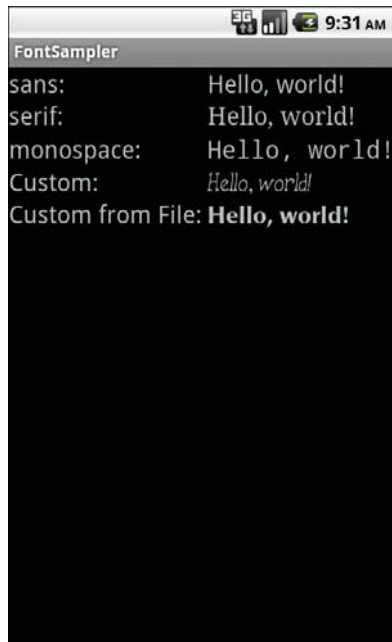 3G 9:31 AM
FontSampler
sans: Hello, world!
serif: Hello, world!
monospace: Hello, world!
Custom: Hello, world!
Custom from File: Hello, world!